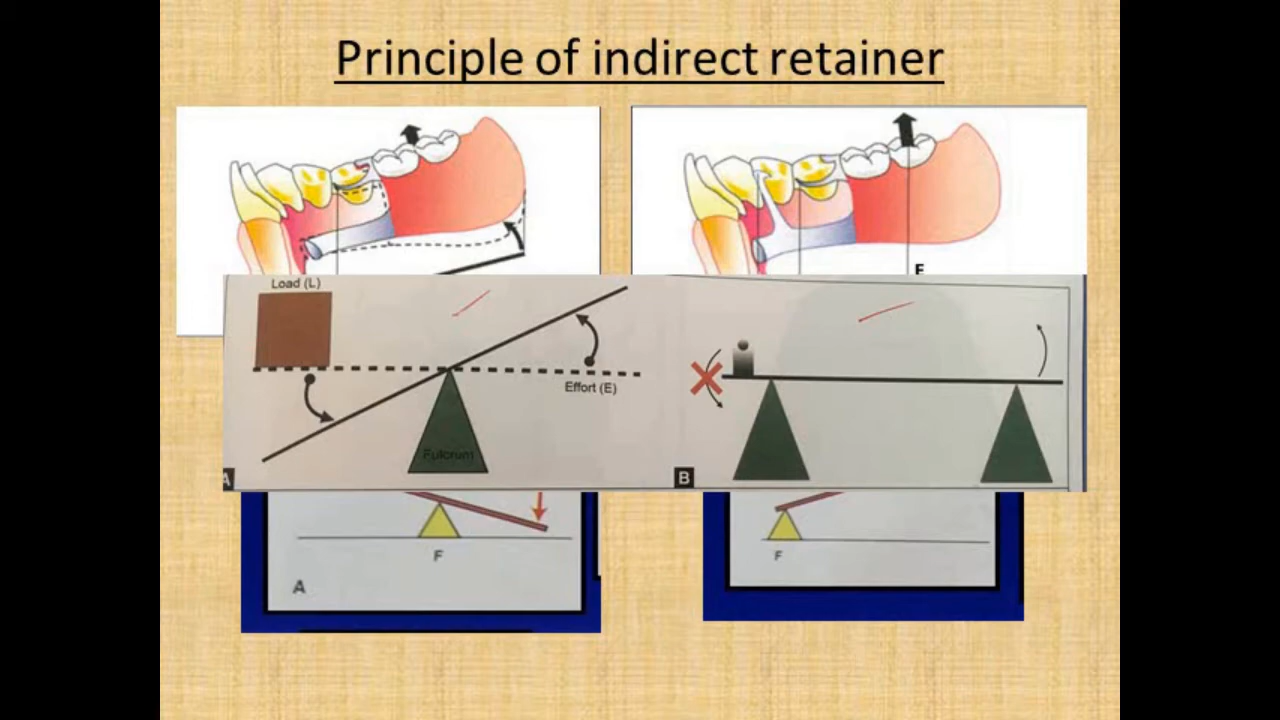 Principle of indirect retainer
E
Load (L)
Effort (E)
Fulcrum
A
B
F
F
A